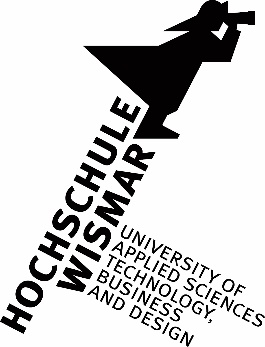 HOCHSCHULE
WISMAR
UNIVERSITY OF
APPLIED SCIENCES
TECHNOLOGY,
BUSINESS
AND DESIGN